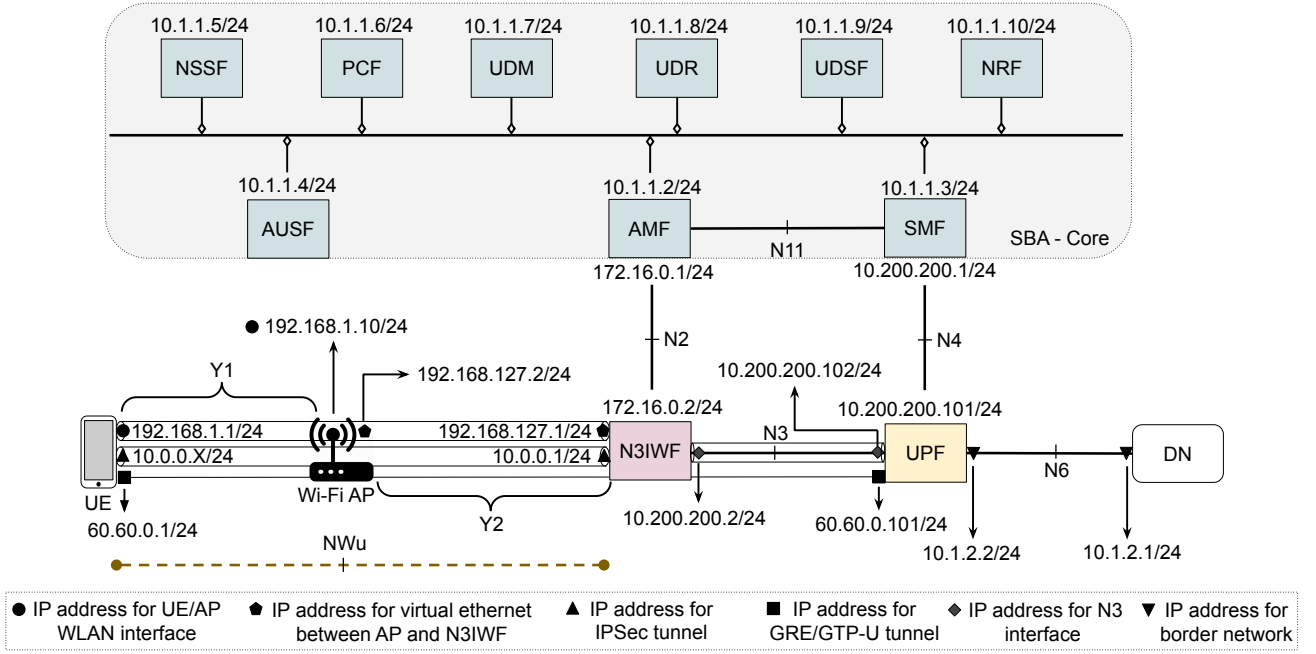 10.1.1.5/24 10.1.1.6/24 10.1.1.7/24 10.1.1.8/24 10.1.1.9/24 10.1.1.10/24
NSSF PCF UDM UDR UDSF NRF
10.1.1.4/24 10.1.1.2/24 10.1.1.3/24
AUSF AMF SMF
N11
SBA - Core
172.16.0.1/24 10.200.200.1/24
192.168.1.10/24
N2 N4
Y1
192.168.127.2/24
10.200.200.102/24
172.16.0.2/24 10.200.200.101/24
192.168.1.1/24 192.168.127.1/24
N3
10.0.0.X/24 10.0.0.1/24
N3IWF UPF DN
N6
UE
Wi-Fi AP
Y2
60.60.0.1/24
10.200.200.2/24
60.60.0.101/24
NWu
10.1.2.2/24 10.1.2.1/24
IP address for UE/AP
WLAN interface
IP address for virtual ethernet
between AP and N3IWF
IP address for
IPSec tunnel
IP address for
GRE/GTP-U tunnel
IP address for N3
interface
IP address for
border network